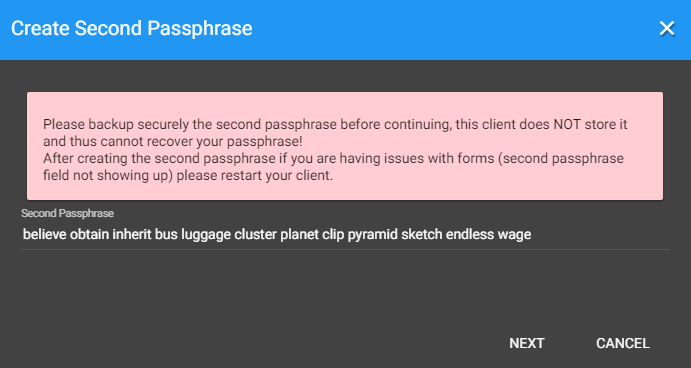 Create Second Passphrase
Please backup securely the second passphrase before continuing, this client does NOT store it
and thus cannot recover your passphrase!
After creating the second passphrase if you are having issues with forms (second passphrase
field not showing up) please restart your client.
Second Passphrase
believe obtain inherit bus luggage cluster planet clip pyramid sketch endless wage
NEXT CANCEL